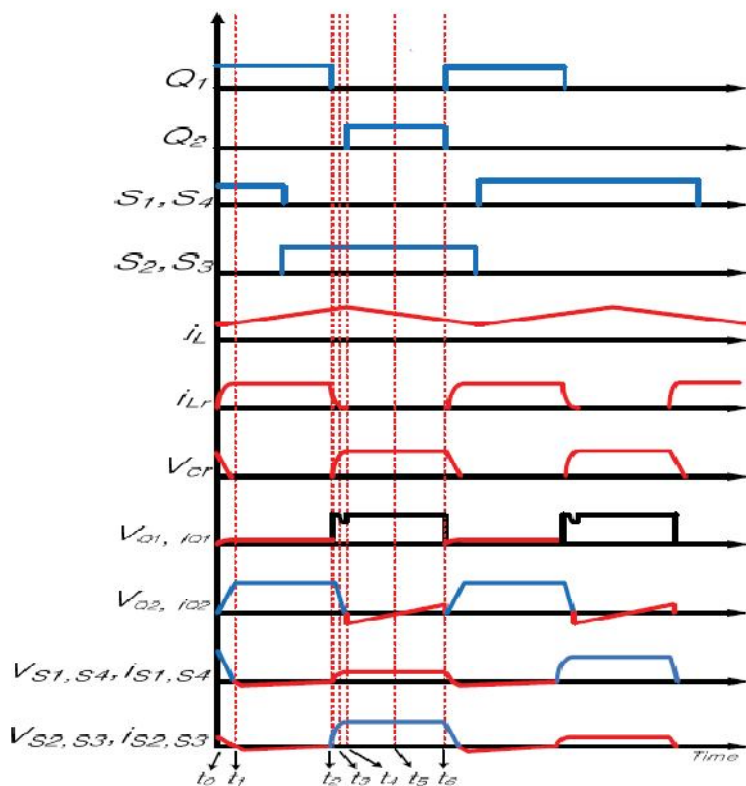 Q1
Q2
S1, S4
S2, S3
iL
iLr
Vcr
VQ1, iQ1
VQ2, iQ2
VS1,S4, iS1,S4
VS2,S3, iS2,S3
Time
t0 t1 t2 t3 t4 t5 t6